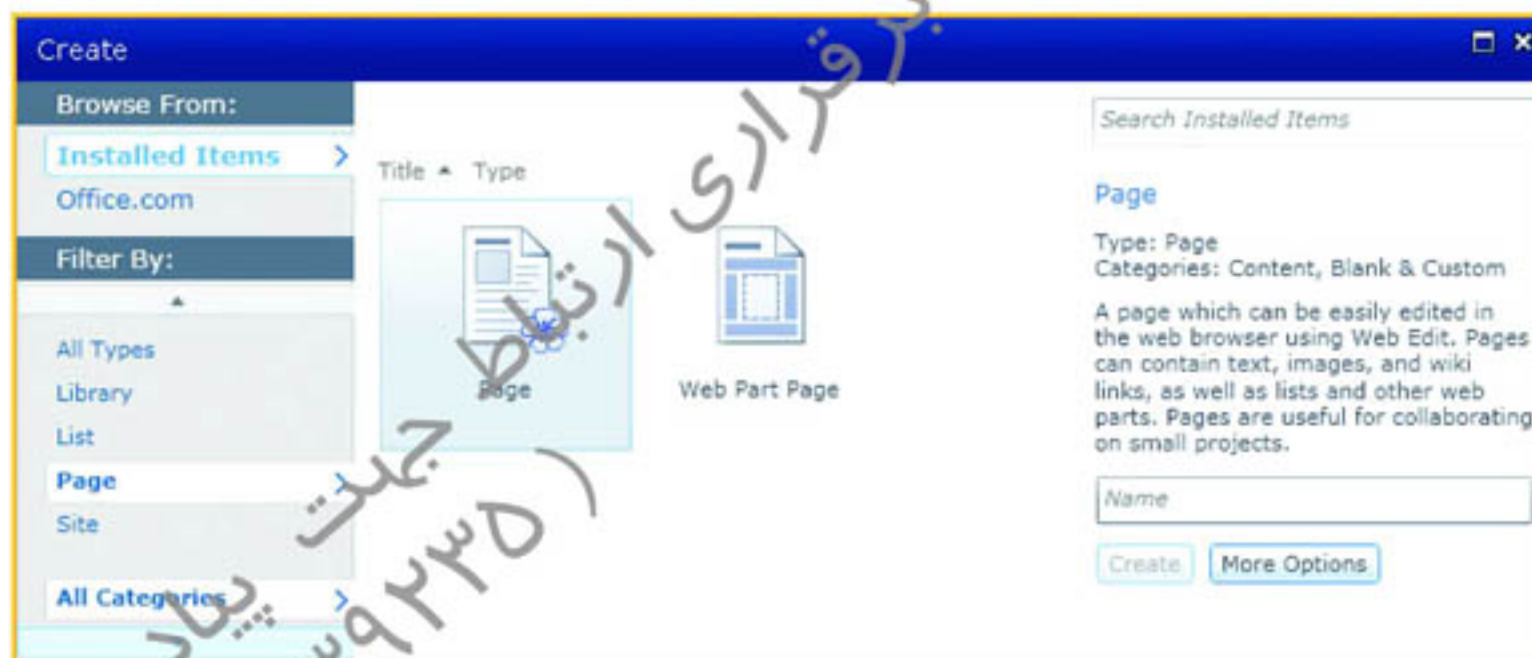 Create
Browse From:
Installed Items
Office.com
Filter By:
All Types
Library
List
Page
Site
All Categories
Title Type
Page
Web Part Page
Search Installed Items
Page
Type: Page
Categories: Content, Blank & Custom
A page which can be easily edited in
the web browser using Web Edit. Pages
can contain text, images, and wiki
links, as well as lists and other web
parts. Pages are useful for collaborating
on small projects.
Name
Create
More Options
جهت برقراری ارتباط